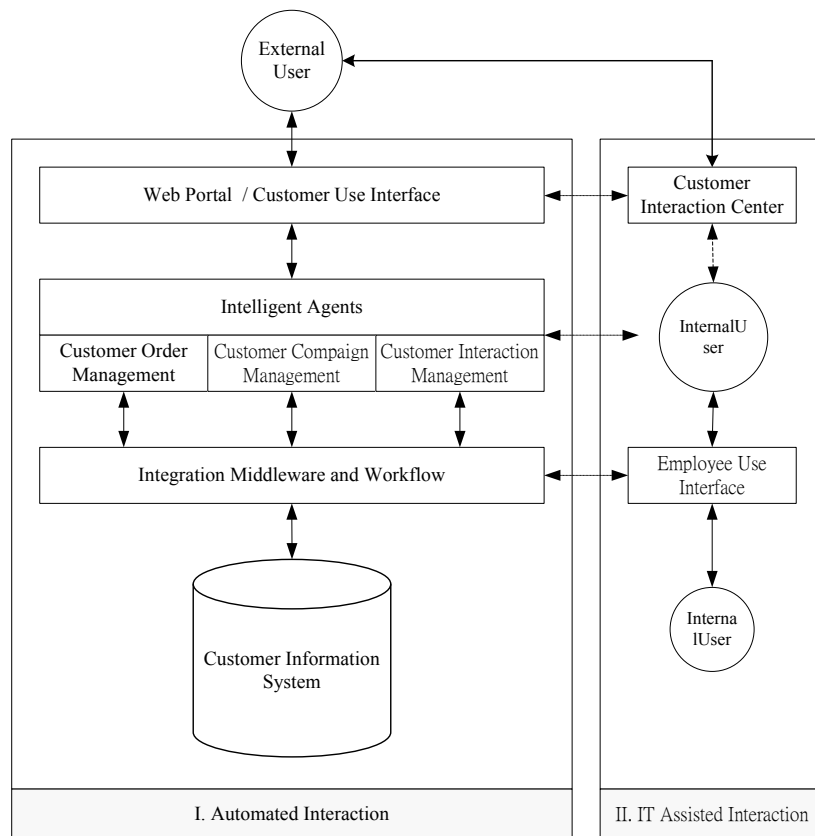 External
User
Web Portal / Customer Use Interface
Customer
Interaction Center
Intelligent Agents
InternalU
ser
Customer Order
Management
Customer Compaign
Management
Customer Interaction
Management
Integration Middleware and Workflow
Employee Use
Interface
Interna
lUser
Customer Information
System
I. Automated Interaction
II. IT Assisted Interaction